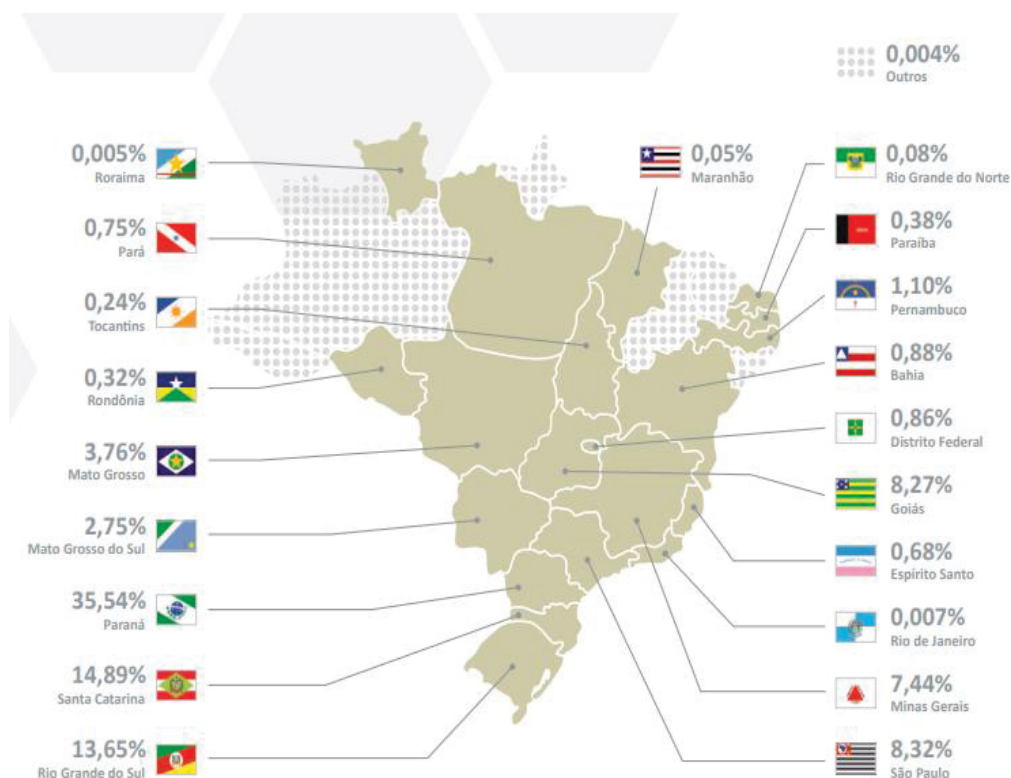 0,004%
Outros
0,005%
Roraima
0,75%
Pará
0,24%
Tocantins
0,32%
Rondônia
3,76%
Mato Grosso
2,75%
Mato Grosso do Sul
35,54%
Paraná
14,89%
Santa Catarina
13,65%
Rio Grande do Sul
0,05%
Maranhão
0,08%
Rio Grande do Norte
0,38%
Paraíba
1,10%
Pernambuco
0,88%
Bahia
0,86%
Distrito Federal
8,27%
Goiás
0,68%
Espírito Santo
0,007%
Rio de Janeiro
7,44%
Minas Gerais
8,32%
São Paulo